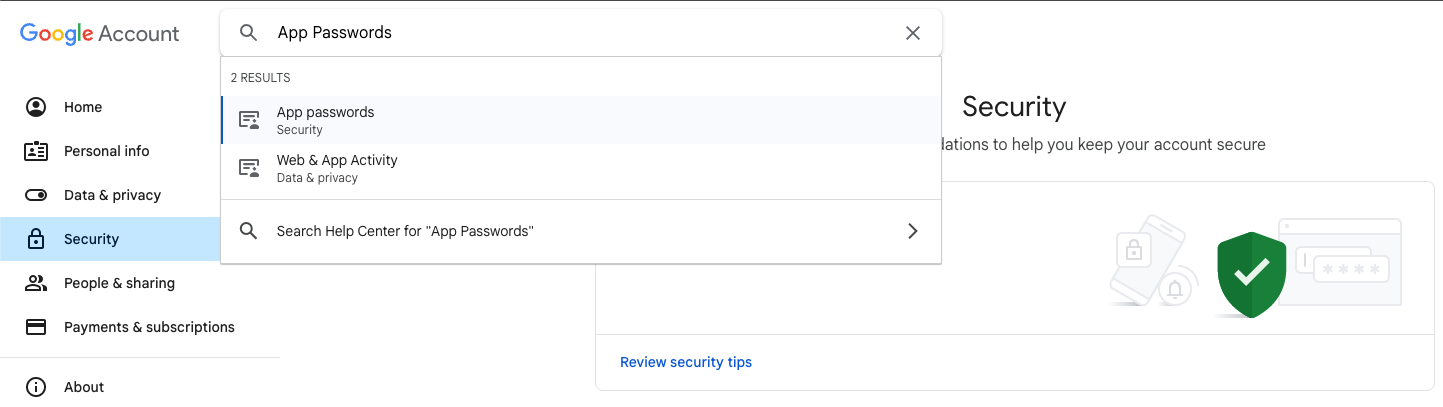 Google Account
App Passwords
2 RESULTS
App passwords
Security
Web & App Activity
Data & privacy
Search Help Center for "App Passwords"
Home
Personal info
Data & privacy
Security
People & sharing
Payments & subscriptions
About
Security
to help you keep your account secure
Review security tips